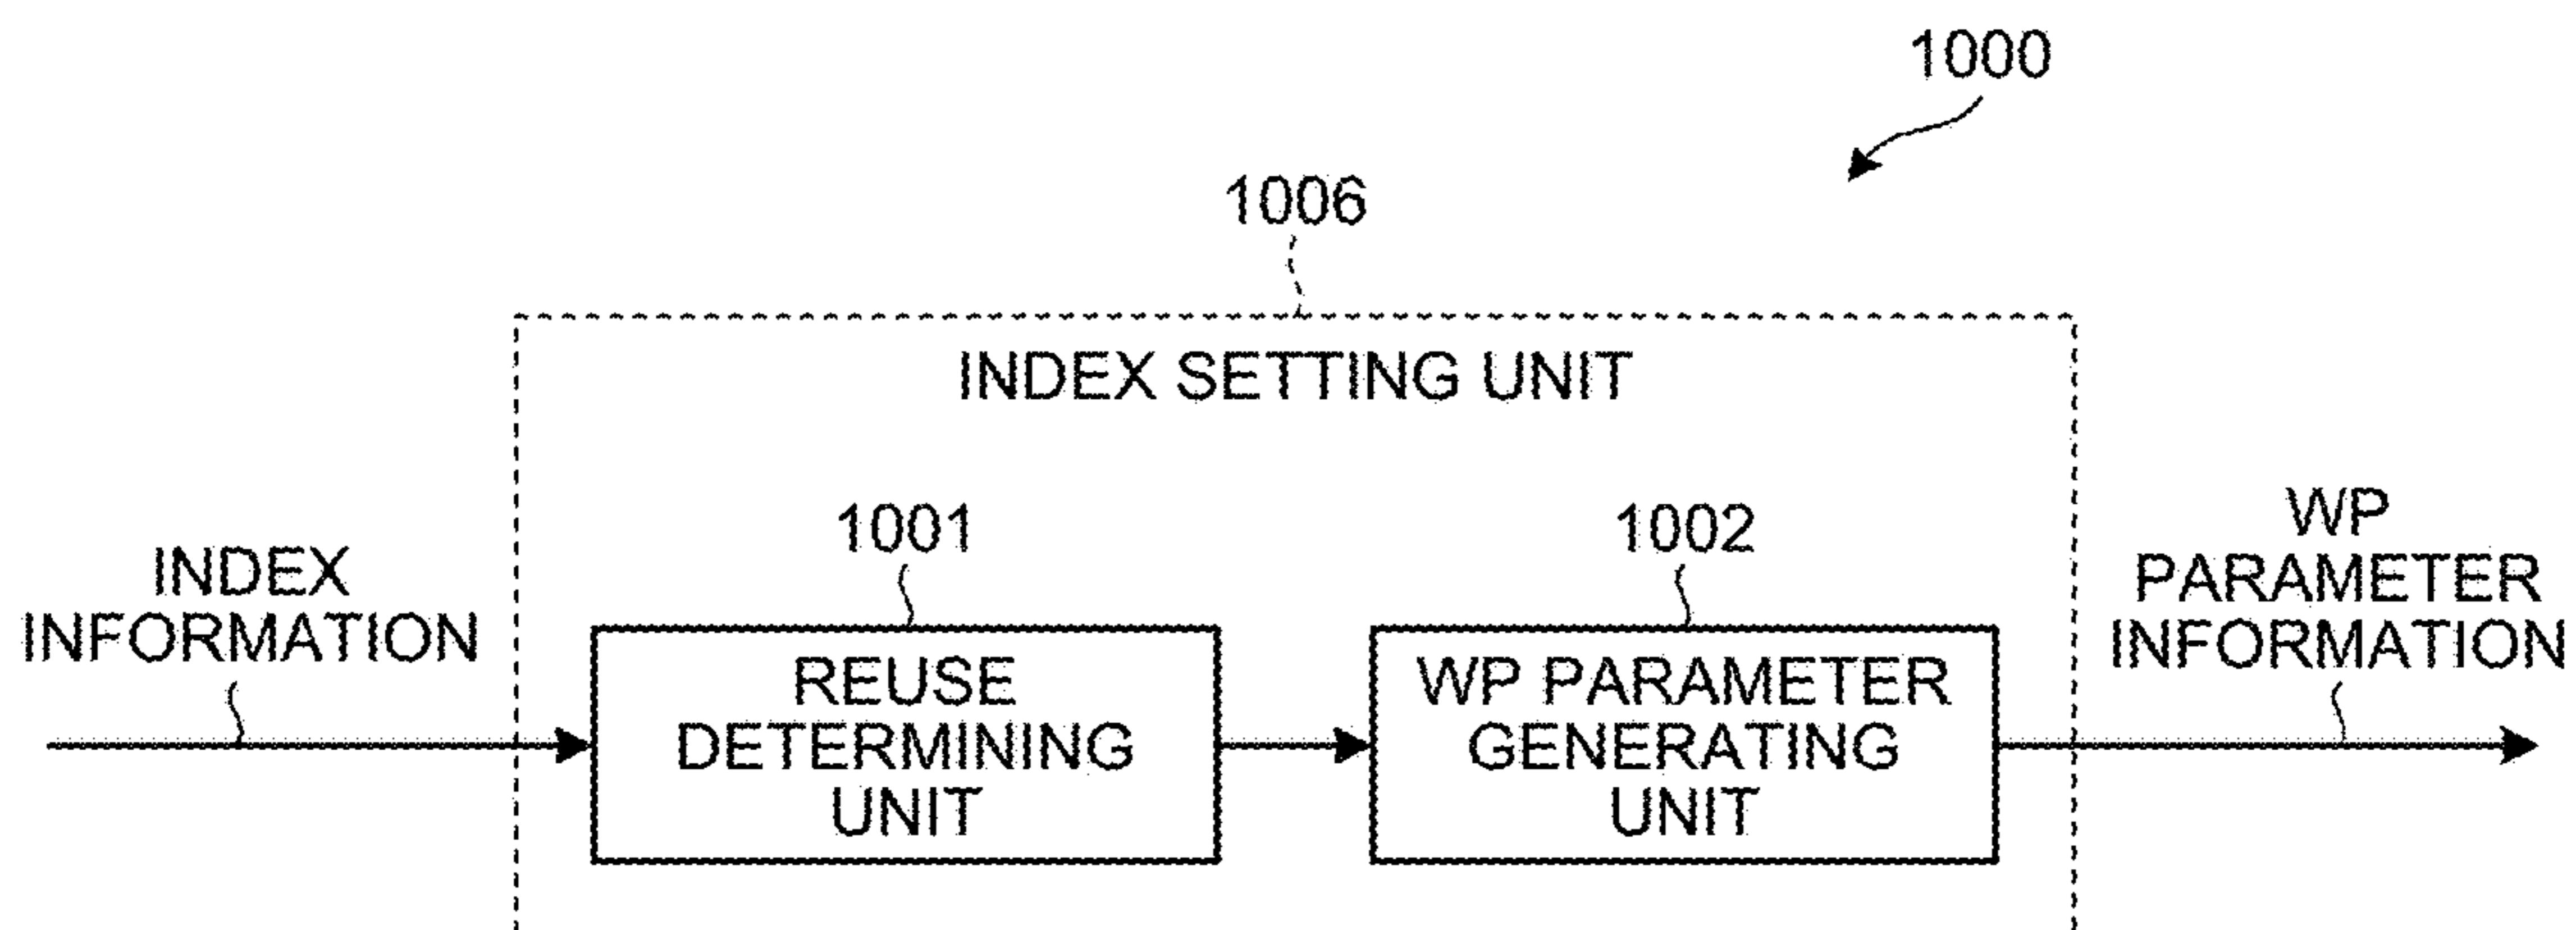 1000
1006
INDEX SETTING UNIT
1001
1002
INDEX
INFORMATION
REUSE
DETERMINING
UNIT
WP PARAMETER
GENERATING
UNIT
WP
PARAMETER
INFORMATION